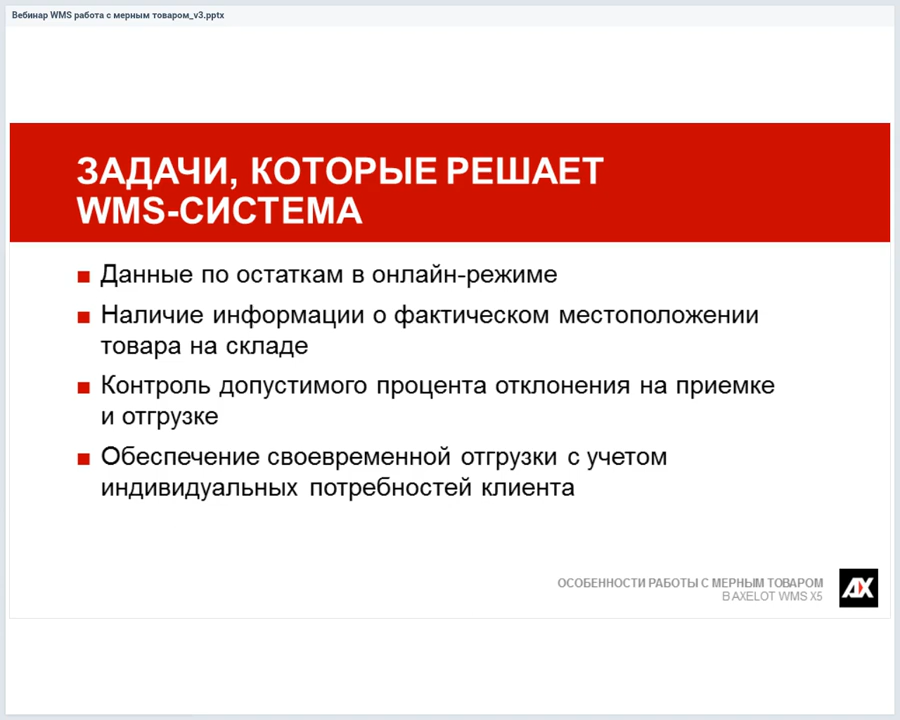 Вебинар WMS работа с мерным товаром_v3.pptx
ЗАДАЧИ, КОТОРЫЕ РЕШАЕТ
WMS-СИСТЕМА
Данные по остаткам в онлайн-режиме
Наличие информации о фактическом местоположении
товара на складе
Контроль допустимого процента отклонения на приемке
и отгрузке
Обеспечение своевременной отгрузки с учетом
индивидуальных потребностей клиента
ОСОБЕННОСТИ РАБОТЫ С МЕРНЫМ ТОВАРОМ
В AXELOT WMS X5
AX